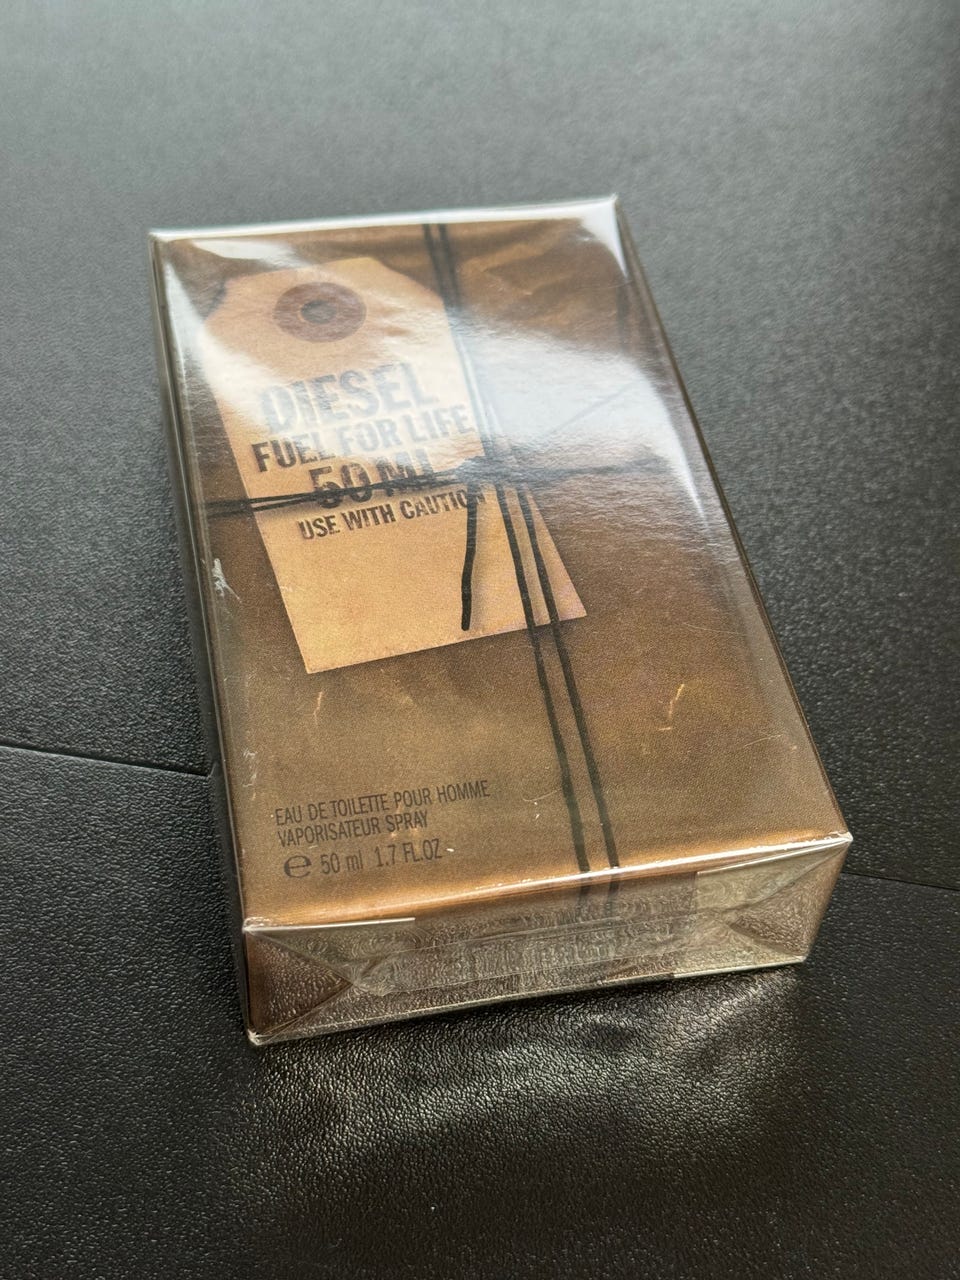 DIESEL
FUEL FOR LIFE
50 ML
USE WITH CAUTION
EAU DE TOILETTE POUR HOMME
VAPORISATEUR SPRAY
℮ 50 ml 1.7 FL.OZ